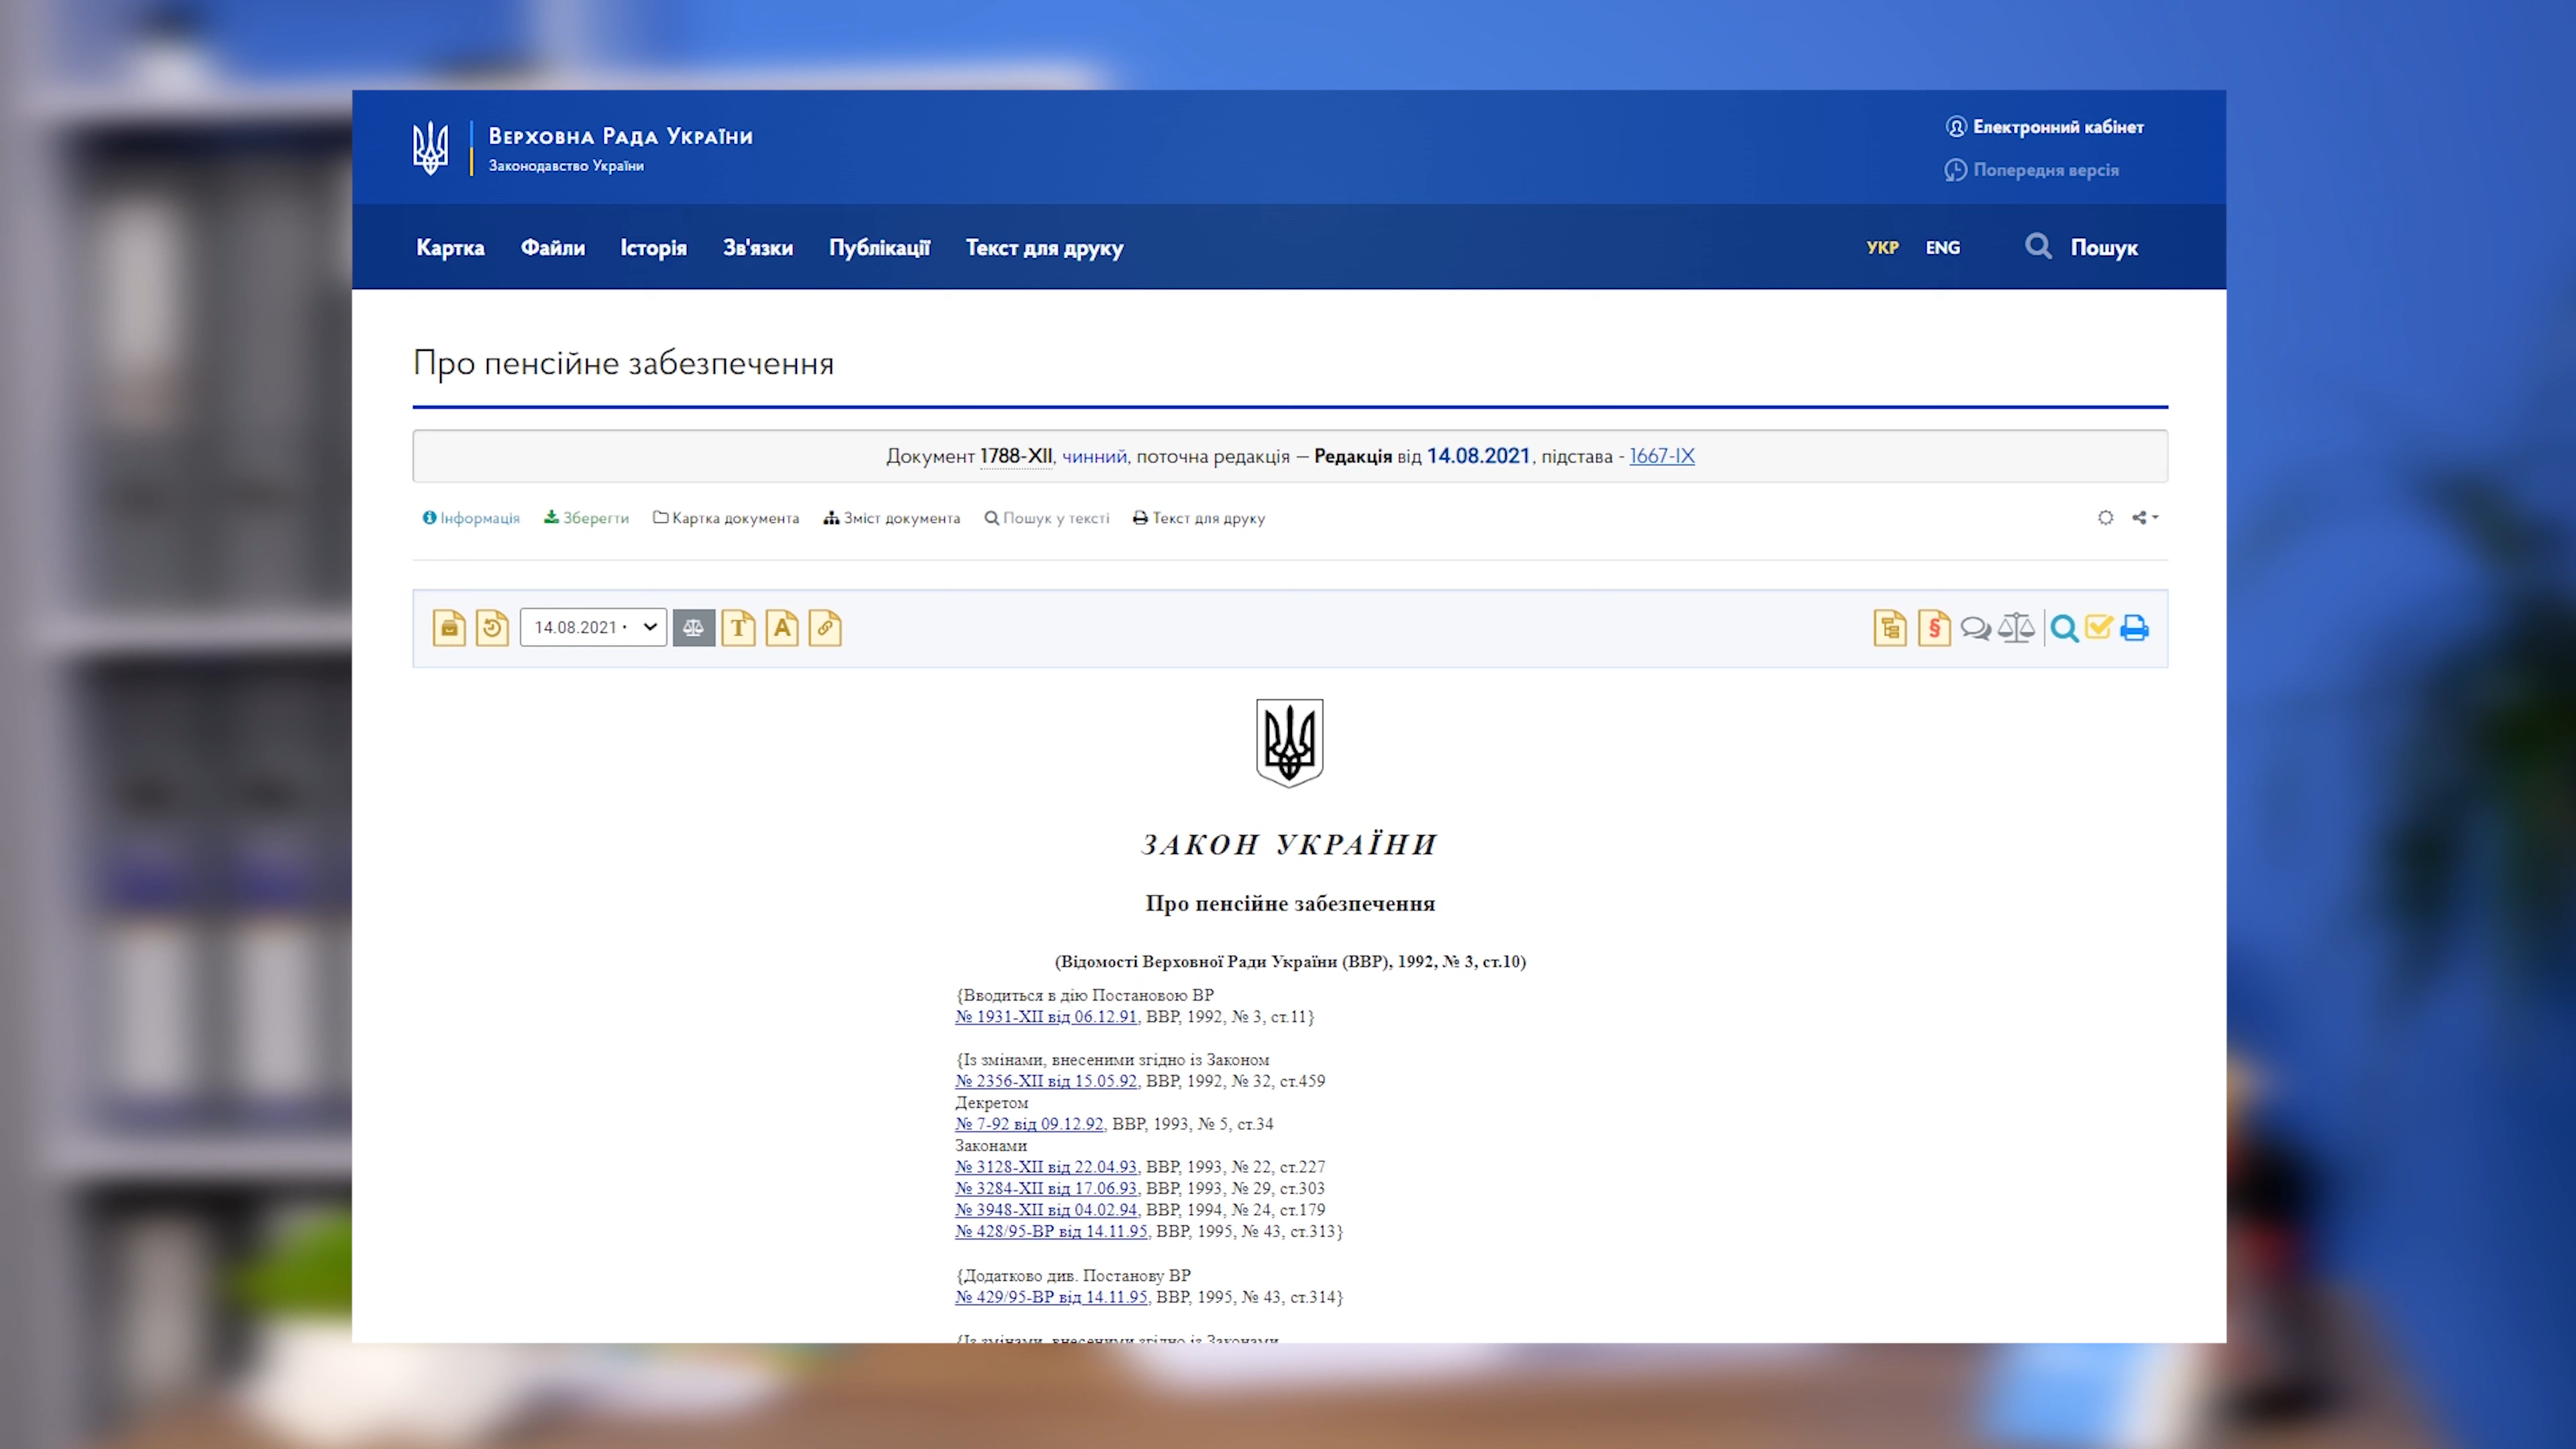 Верховна Рада України
Законодавство України
Електронний кабінет
Попередня версія
Картка Файли Історія Зв'язки Публікації Текст для друку УКР ENG Пошук
Про пенсійне забезпечення
Документ 1788-XII, чинний, поточна редакція — Редакція від 14.08.2021, підстава - 1667-IX
Інформація Зберегти Картка документа Зміст документа Пошук у тексті Текст для друку
14.08.2021 •
ЗАКОН УКРАЇНИ
Про пенсійне забезпечення
(Відомості Верховної Ради України (ВВР), 1992, № 3, ст.10)
{Вводиться в дію Постановою ВР
№ 1931-XII від 06.12.91, ВВР, 1992, № 3, ст.11}
{Із змінами, внесеними згідно із Законом
№ 2356-XII від 15.05.92, ВВР, 1992, № 32, ст.459
Декретом
№ 7-92 від 09.12.92, ВВР, 1993, № 5, ст.34
Законами
№ 3128-XII від 22.04.93, ВВР, 1993, № 22, ст.227
№ 3284-XII від 17.06.93, ВВР, 1993, № 29, ст.303
№ 3948-XII від 04.02.94, ВВР, 1994, № 24, ст.179
№ 428/95-ВР від 14.11.95, ВВР, 1995, № 43, ст.313}
{Додатково див. Постанову ВР
№ 429/95-ВР від 14.11.95, ВВР, 1995, № 43, ст.314}
{Із змінами, внесеними згідно із Законами